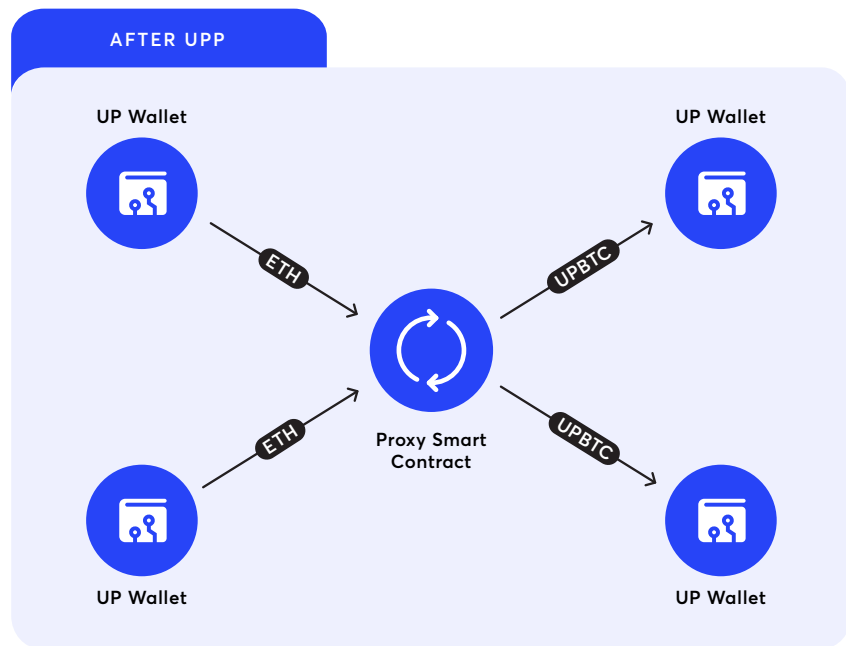 AFTER UPP
UP Wallet
UP Wallet
ETH
UPBTC
ETH
UPBTC
Proxy Smart
Contract
UP Wallet
UP Wallet